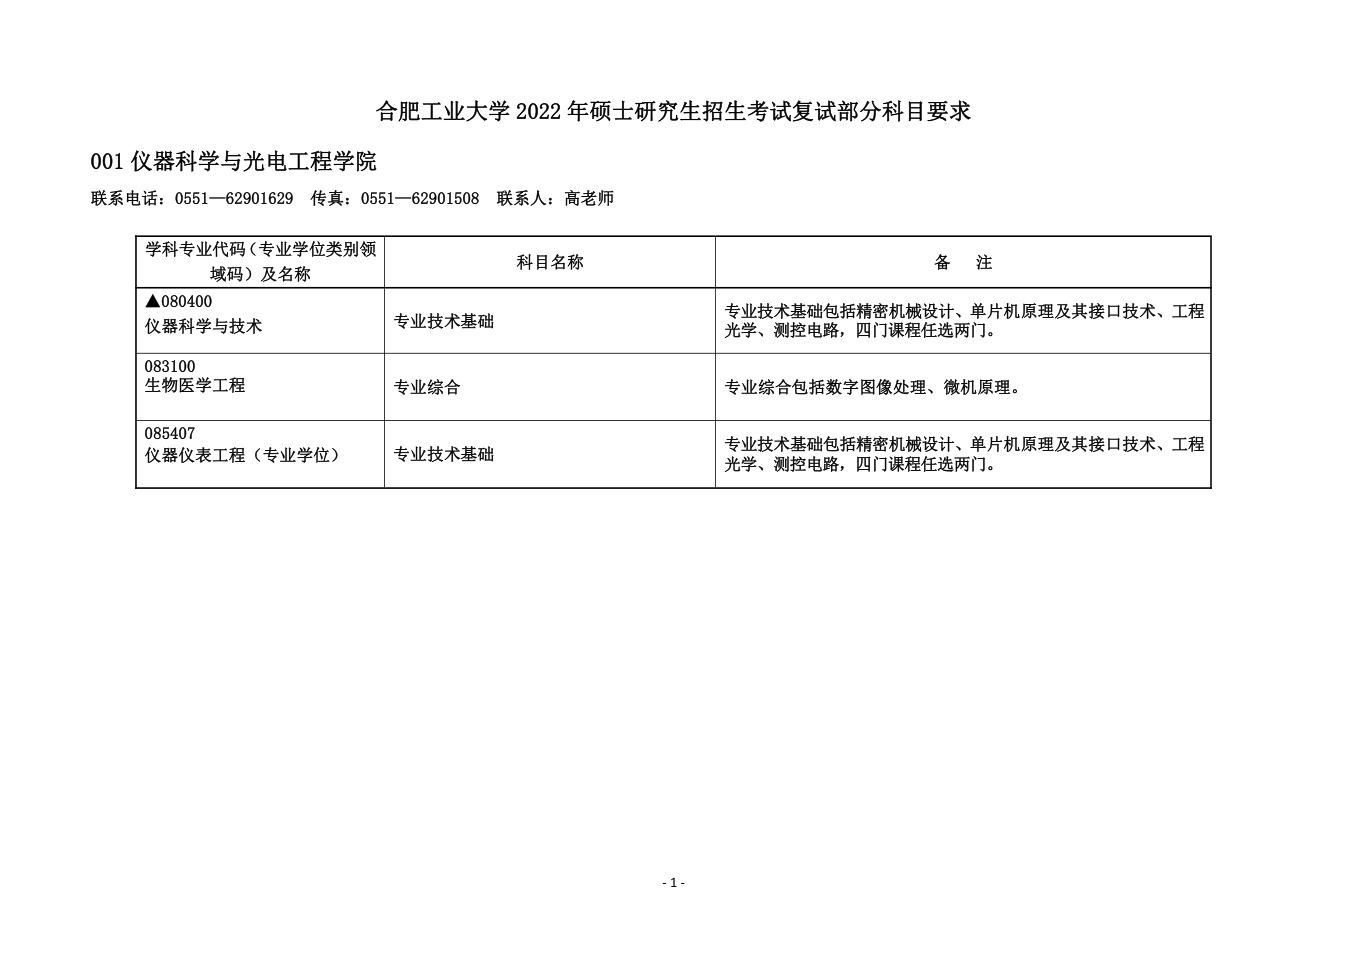 合肥工业大学 2022 年硕士研究生招生考试复试部分科目要求
001 仪器科学与光电工程学院
联系电话：0551—62901629 传真：0551—62901508 联系人：高老师
学科专业代码（专业学位类别领
域码）及名称
科目名称
备 注
▲080400
仪器科学与技术
专业技术基础
专业技术基础包括精密机械设计、单片机原理及其接口技术、工程
光学、测控电路，四门课程任选两门。
083100
生物医学工程
专业综合
专业综合包括数字图像处理、微机原理。
085407
仪器仪表工程（专业学位）
专业技术基础
专业技术基础包括精密机械设计、单片机原理及其接口技术、工程
光学、测控电路，四门课程任选两门。
- 1 -